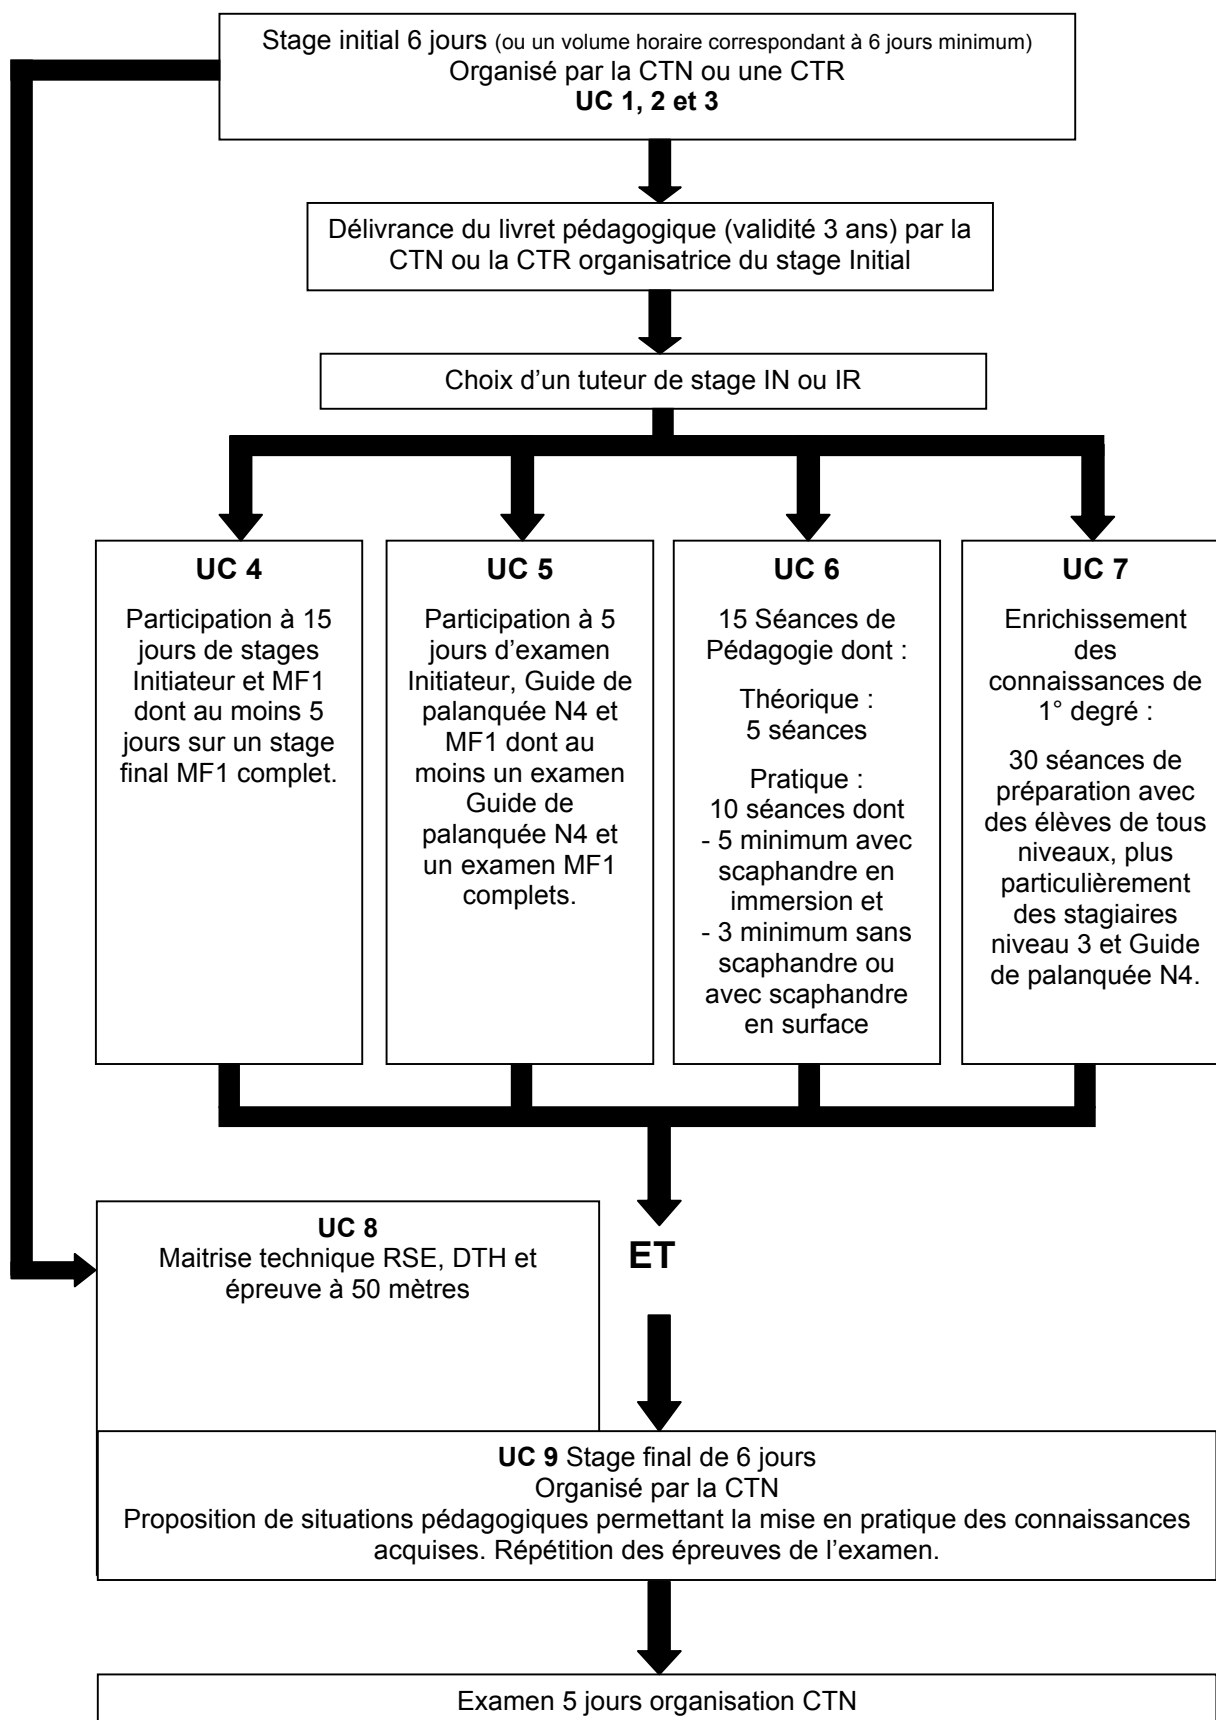 Stage initial 6 jours (ou un volume horaire correspondant à 6 jours minimum)
Organisé par la CTN ou une CTR
UC 1, 2 et 3
Délivrance du livret pédagogique (validité 3 ans) par la
CTN ou la CTR organisatrice du stage Initial
Choix d'un tuteur de stage IN ou IR
UC 4
Participation à 15
jours de stages
Initiateur et MF1
dont au moins 5
jours sur un stage
final MF1 complet.
UC 5
Participation à 5
jours d'examen
Initiateur, Guide de
palanquée N4 et
MF1 dont au
moins un examen
Guide de
palanquée N4 et
un examen MF1
complets.
UC 6
15 Séances de
Pédagogie dont :
Théorique :
5 séances
Pratique :
10 séances dont
- 5 minimum avec
scaphandre en
immersion et
- 3 minimum sans
scaphandre ou
avec scaphandre
en surface
UC 7
Enrichissement
des
connaissances de
1° degré :
30 séances de
préparation avec
des élèves de tous
niveaux, plus
particulièrement
des stagiaires
niveau 3 et Guide
de palanquée N4.
UC 8
Maitrise technique RSE, DTH et
épreuve à 50 mètres
ET
UC 9 Stage final de 6 jours
Organisé par la CTN
Proposition de situations pédagogiques permettant la mise en pratique des connaissances
acquises. Répétition des épreuves de l'examen.
Examen 5 jours organisation CTN